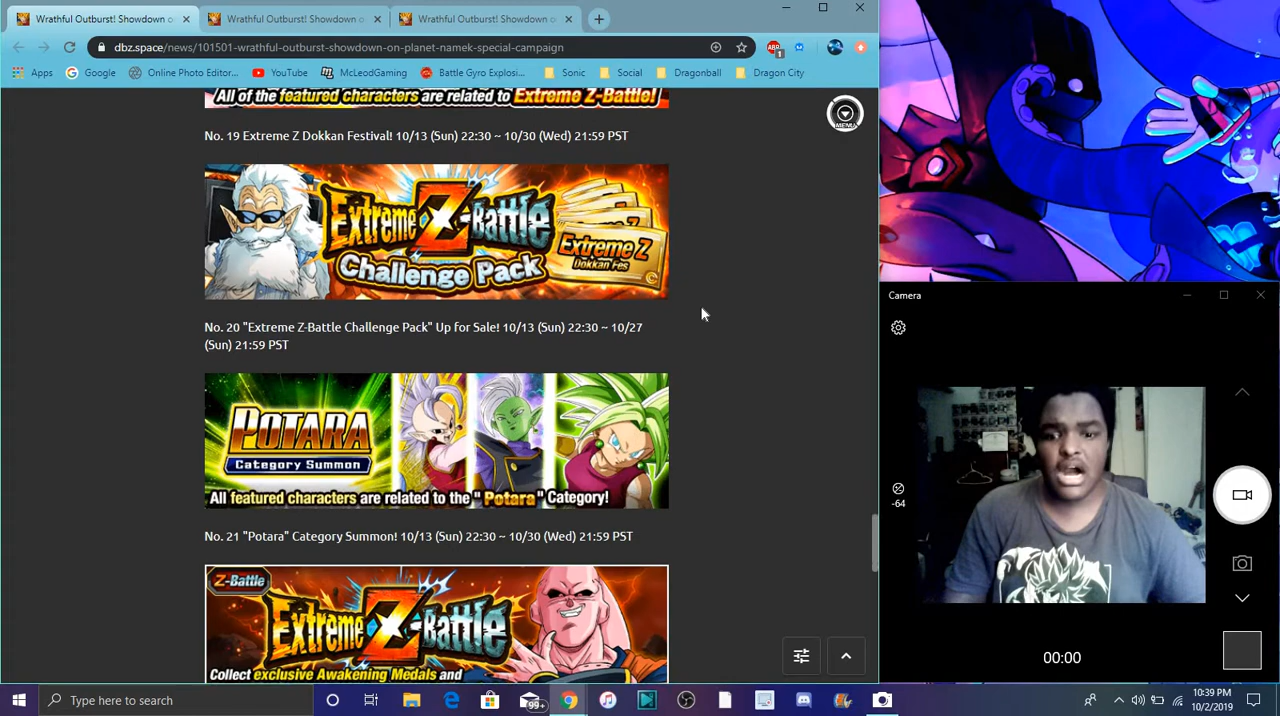 Wrathful Outburst! Showdown o
Wrathful Outburst! Showdown o
Wrathful Outburst! Showdown o
dbz.space/news/101501-wrathful-outburst-showdown-on-planet-namek-special-campaign
ABP
1
Apps
Google
Online Photo Editor...
YouTube
McLeodGaming
Battle Gyro Explosi...
Sonic
Social
Dragonball
Dragon City
All of the featured characters are related to Extreme Z-Battle!
MENU
No. 19 Extreme Z Dokkan Festival! 10/13 (Sun) 22:30 ~ 10/30 (Wed) 21:59 PST
Extreme Z-Battle
Challenge Pack
Extreme Z
Dokkan Fes
No. 20 "Extreme Z-Battle Challenge Pack" Up for Sale! 10/13 (Sun) 22:30 ~ 10/27
(Sun) 21:59 PST
POTARA
Category Summon!
All featured characters are related to the "Potara" Category!
No. 21 "Potara" Category Summon! 10/13 (Sun) 22:30 ~ 10/30 (Wed) 21:59 PST
Z-Battle
Extreme Z-Battle
Collect exclusive Awakening Medals and
Camera
-64
00:00
Type here to search
99+
10:39 PM
10/2/2019